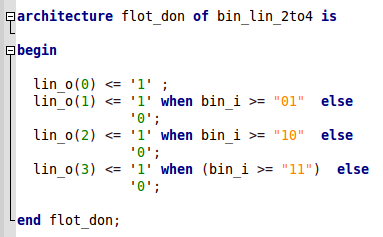 architecture flot_don of bin_lin_2to4 is
begin
lin_o(0) <= '1' ;
lin_o(1) <= '1' when bin_i >= "01"  else
'0';
lin_o(2) <= '1' when bin_i >= "10"  else
'0';
lin_o(3) <= '1' when (bin_i >= "11")  else
'0';
end flot_don;